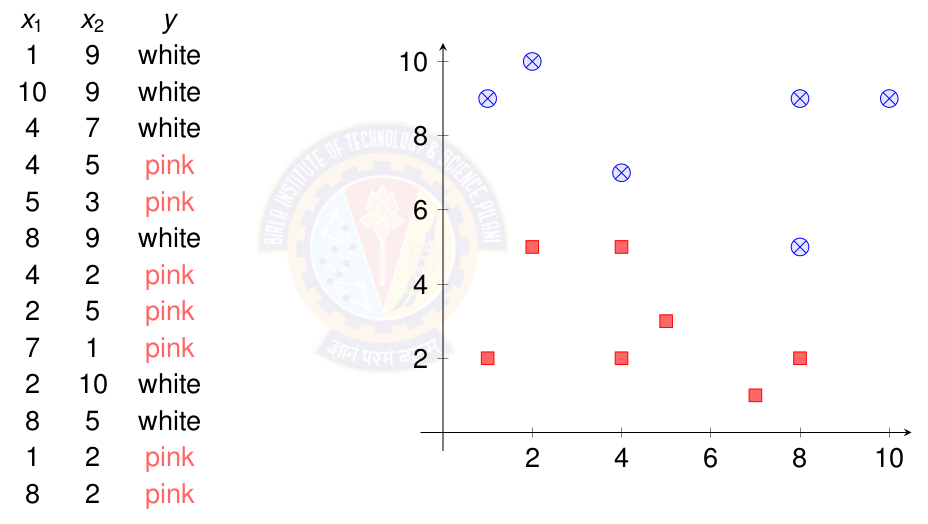 x₁ x₂ y
1 9 white
10 9 white
4 7 white
4 5 pink
5 3 pink
8 9 white
4 2 pink
2 5 pink
7 1 pink
2 10 white
8 5 white
1 2 pink
8 2 pink
10
8
6
4
2
2 4 6 8 10
BIRLA INSTITUTE OF TECHNOLOGY & SCIENCE, PILANI
ज्ञानं परमं